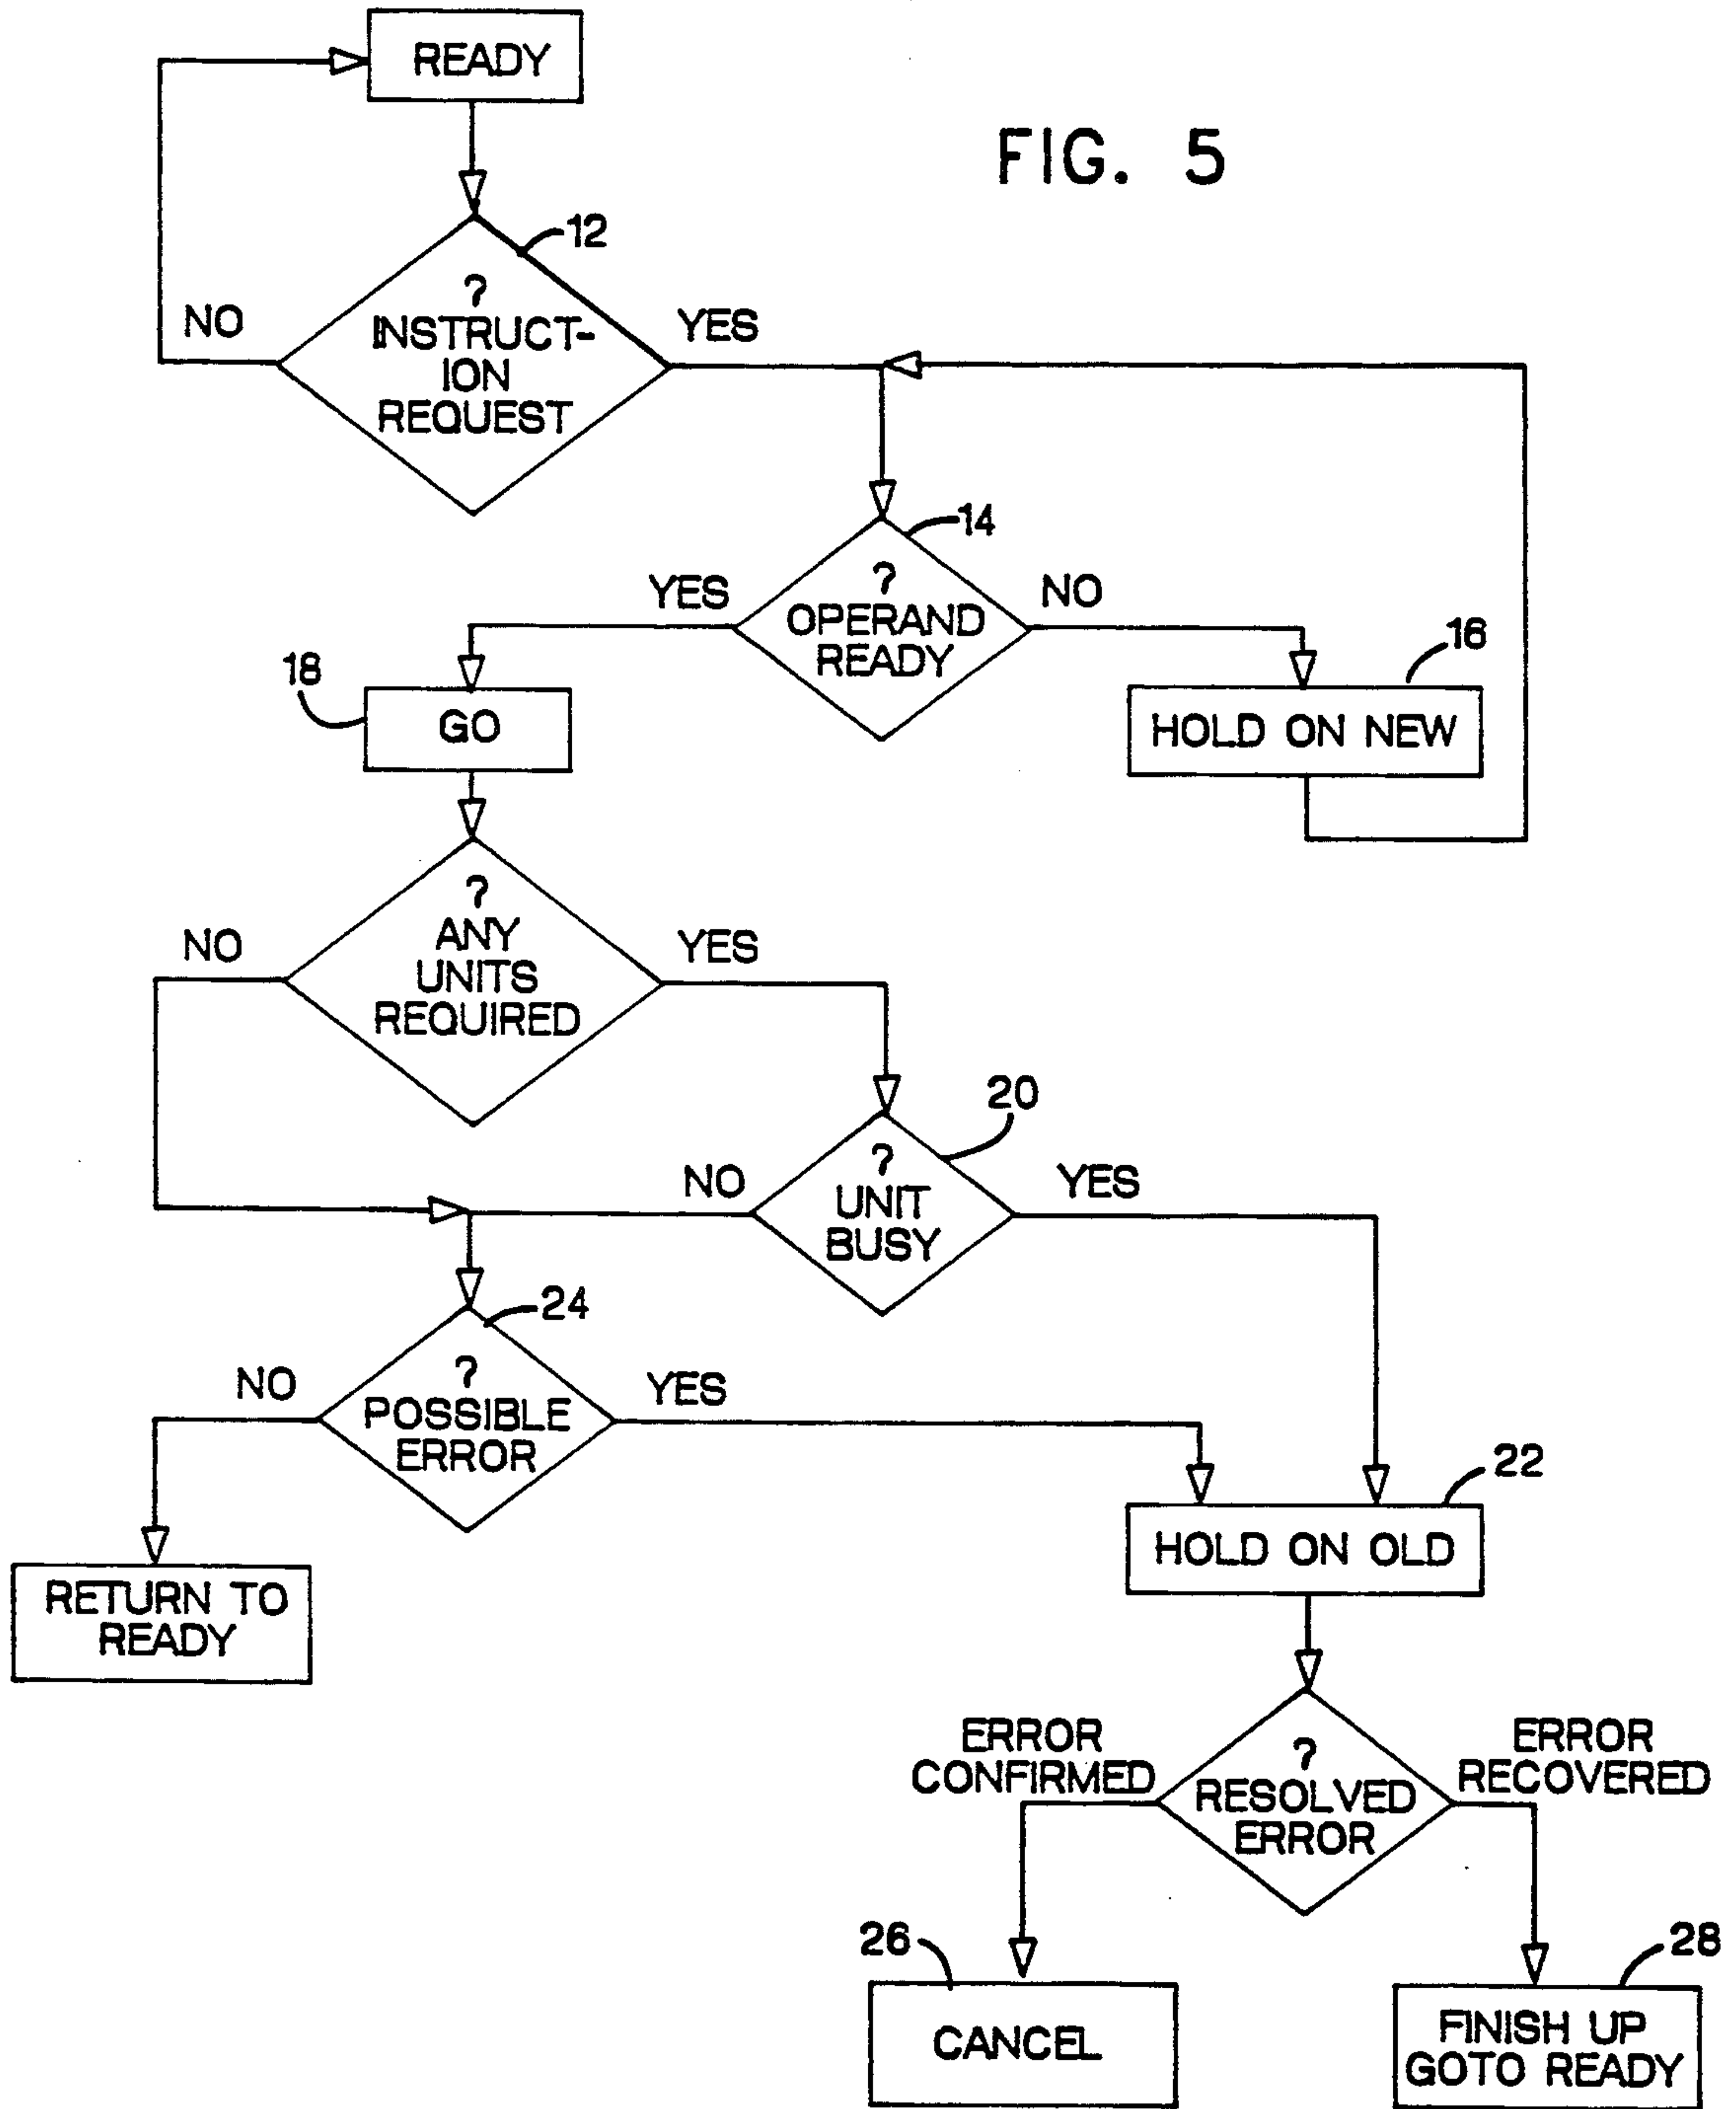 READY
FIG. 5
12
?
INSTRUCT-
ION
REQUEST
NO
YES
14
?
OPERAND
READY
YES
NO
16
HOLD ON NEW
18
GO
?
ANY
UNITS
REQUIRED
NO
YES
20
?
UNIT
BUSY
NO
YES
24
?
POSSIBLE
ERROR
NO
YES
22
HOLD ON OLD
RETURN TO
READY
?
RESOLVED
ERROR
ERROR
CONFIRMED
ERROR
RECOVERED
26
CANCEL
28
FINISH UP
GOTO READY